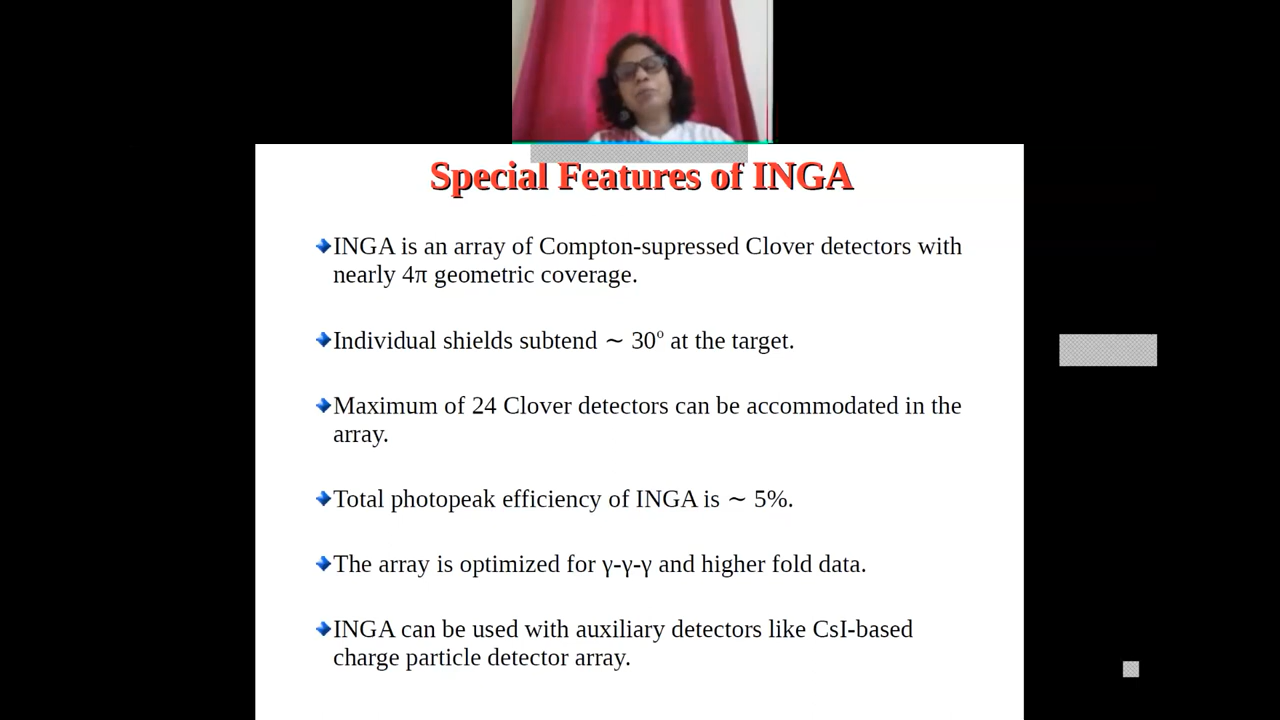 Special Features of INGA
INGA is an array of Compton-supressed Clover detectors with
nearly 4π geometric coverage.
Individual shields subtend ∼ 30º at the target.
Maximum of 24 Clover detectors can be accommodated in the
array.
Total photopeak efficiency of INGA is ∼ 5%.
The array is optimized for γ-γ-γ and higher fold data.
INGA can be used with auxiliary detectors like CsI-based
charge particle detector array.